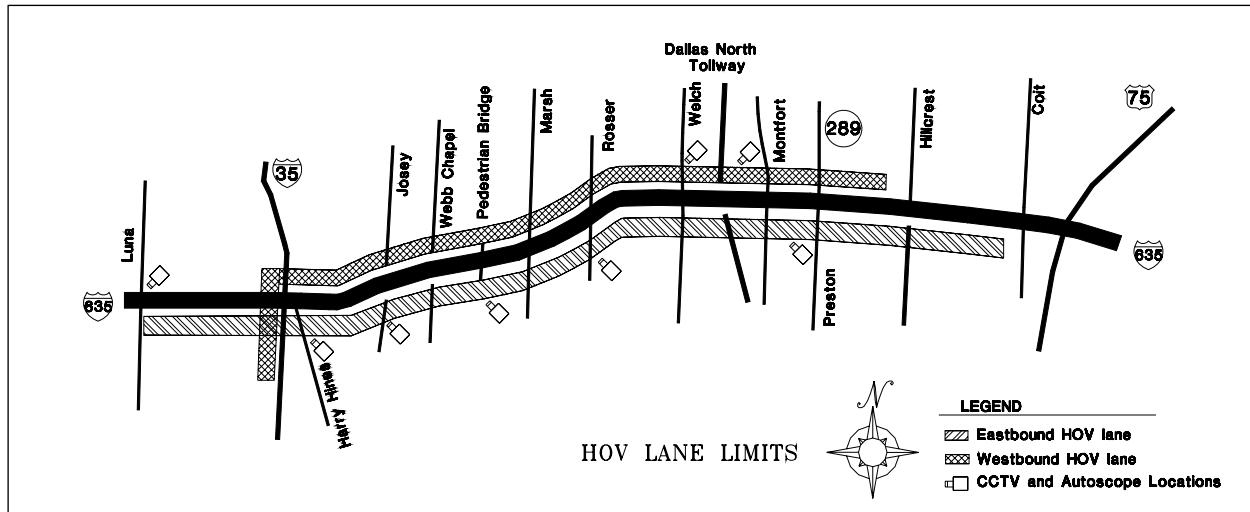 Dallas North
Tollway
Luna
35
Josey
Webb Chapel
Pedestrian Bridge
Marsh
Rosser
Welch
Montfort
289
Hillcrest
Coit
75
635
635
Harry Hines
Preston
HOV LANE LIMITS
N
LEGEND
Eastbound HOV lane
Westbound HOV lane
CCTV and Autoscope Locations